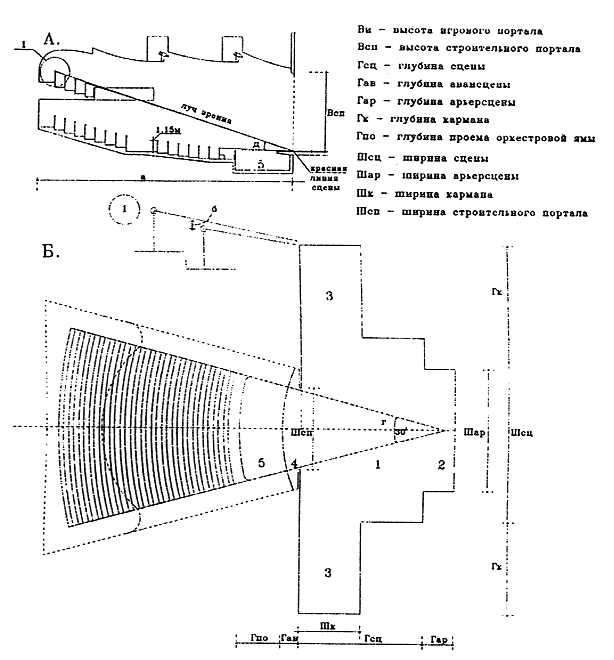 А.
1
луч зрения
1.15м
Д
5
Всп
красная
линия
сцены
а
Ви – высота игрового портала
Всп – высота строительного портала
Гсц – глубина сцены
Гав – глубина авансцены
Гар – глубина арьерсцены
Гк – глубина кармана
Гпо – глубина проема оркестровой ямы
Шсц – ширина сцены
Шар – ширина арьерсцены
Шк – ширина кармана
Шсп – ширина строительного портала
1
б
Б.
3
Гк
Шсп
Г
30°
Шар
Шсц
5
4
1
2
3
Гк
Шк
Гпо
Гав
Гсц
Гар